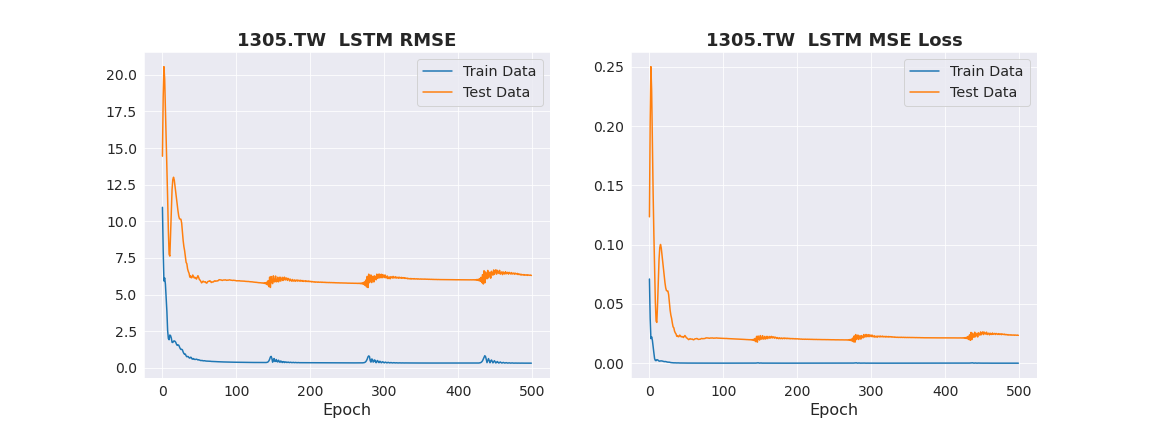 1305.TW LSTM RMSE
Train Data
Test Data
20.0
17.5
15.0
12.5
10.0
7.5
5.0
2.5
0.0
0 100 200 300 400 500
Epoch
1305.TW LSTM MSE Loss
Train Data
Test Data
0.25
0.20
0.15
0.10
0.05
0.00
0 100 200 300 400 500
Epoch